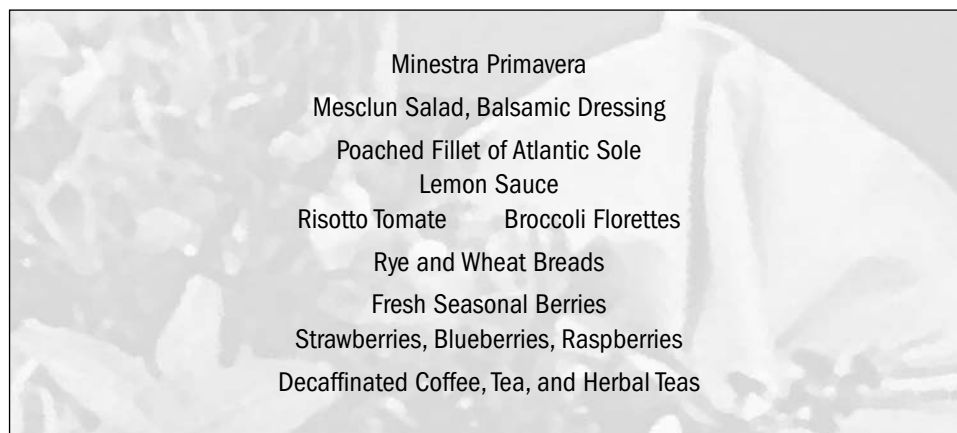 Minestra Primavera
Mesclun Salad, Balsamic Dressing
Poached Fillet of Atlantic Sole
Lemon Sauce
Risotto Tomate Broccoli Florettes
Rye and Wheat Breads
Fresh Seasonal Berries
Strawberries, Blueberries, Raspberries
Decaffinated Coffee, Tea, and Herbal Teas